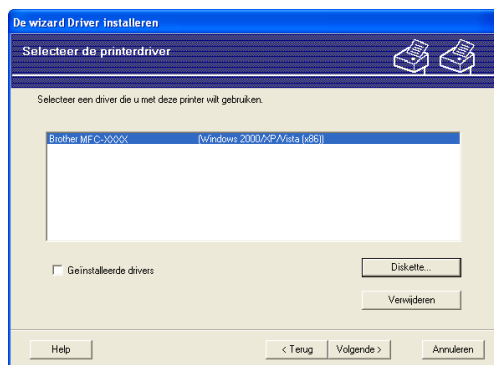 De wizard Driver installeren
Selecteer de printerdriver
Selecteer een driver die u met deze printer wilt gebruiken.
Brother MFC-XXXX (Windows 2000/XP/Vista (x86))
Geïnstalleerde drivers
Diskette...
Verwijderen
Help
< Terug
Volgende >
Annuleren